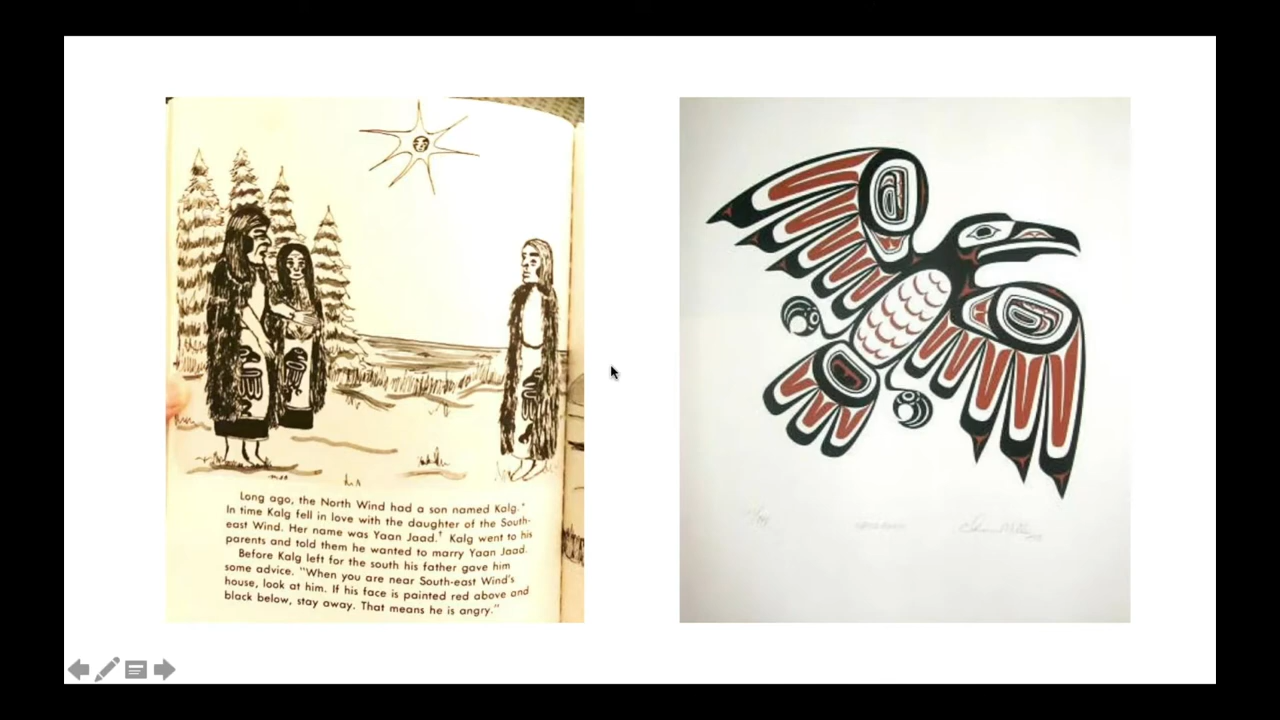 Long ago, the North Wind had a son named Kalg.*
In time Kalg fell in love with the daughter of the South-
east Wind. Her name was Yaan Jaad.† Kalg went to his
parents and told them he wanted to marry Yaan Jaad.
Before Kalg left for the south his father gave him
some advice. "When you are near South-east Wind's
house, look at him. If his face is painted red above and
black below, stay away. That means he is angry."